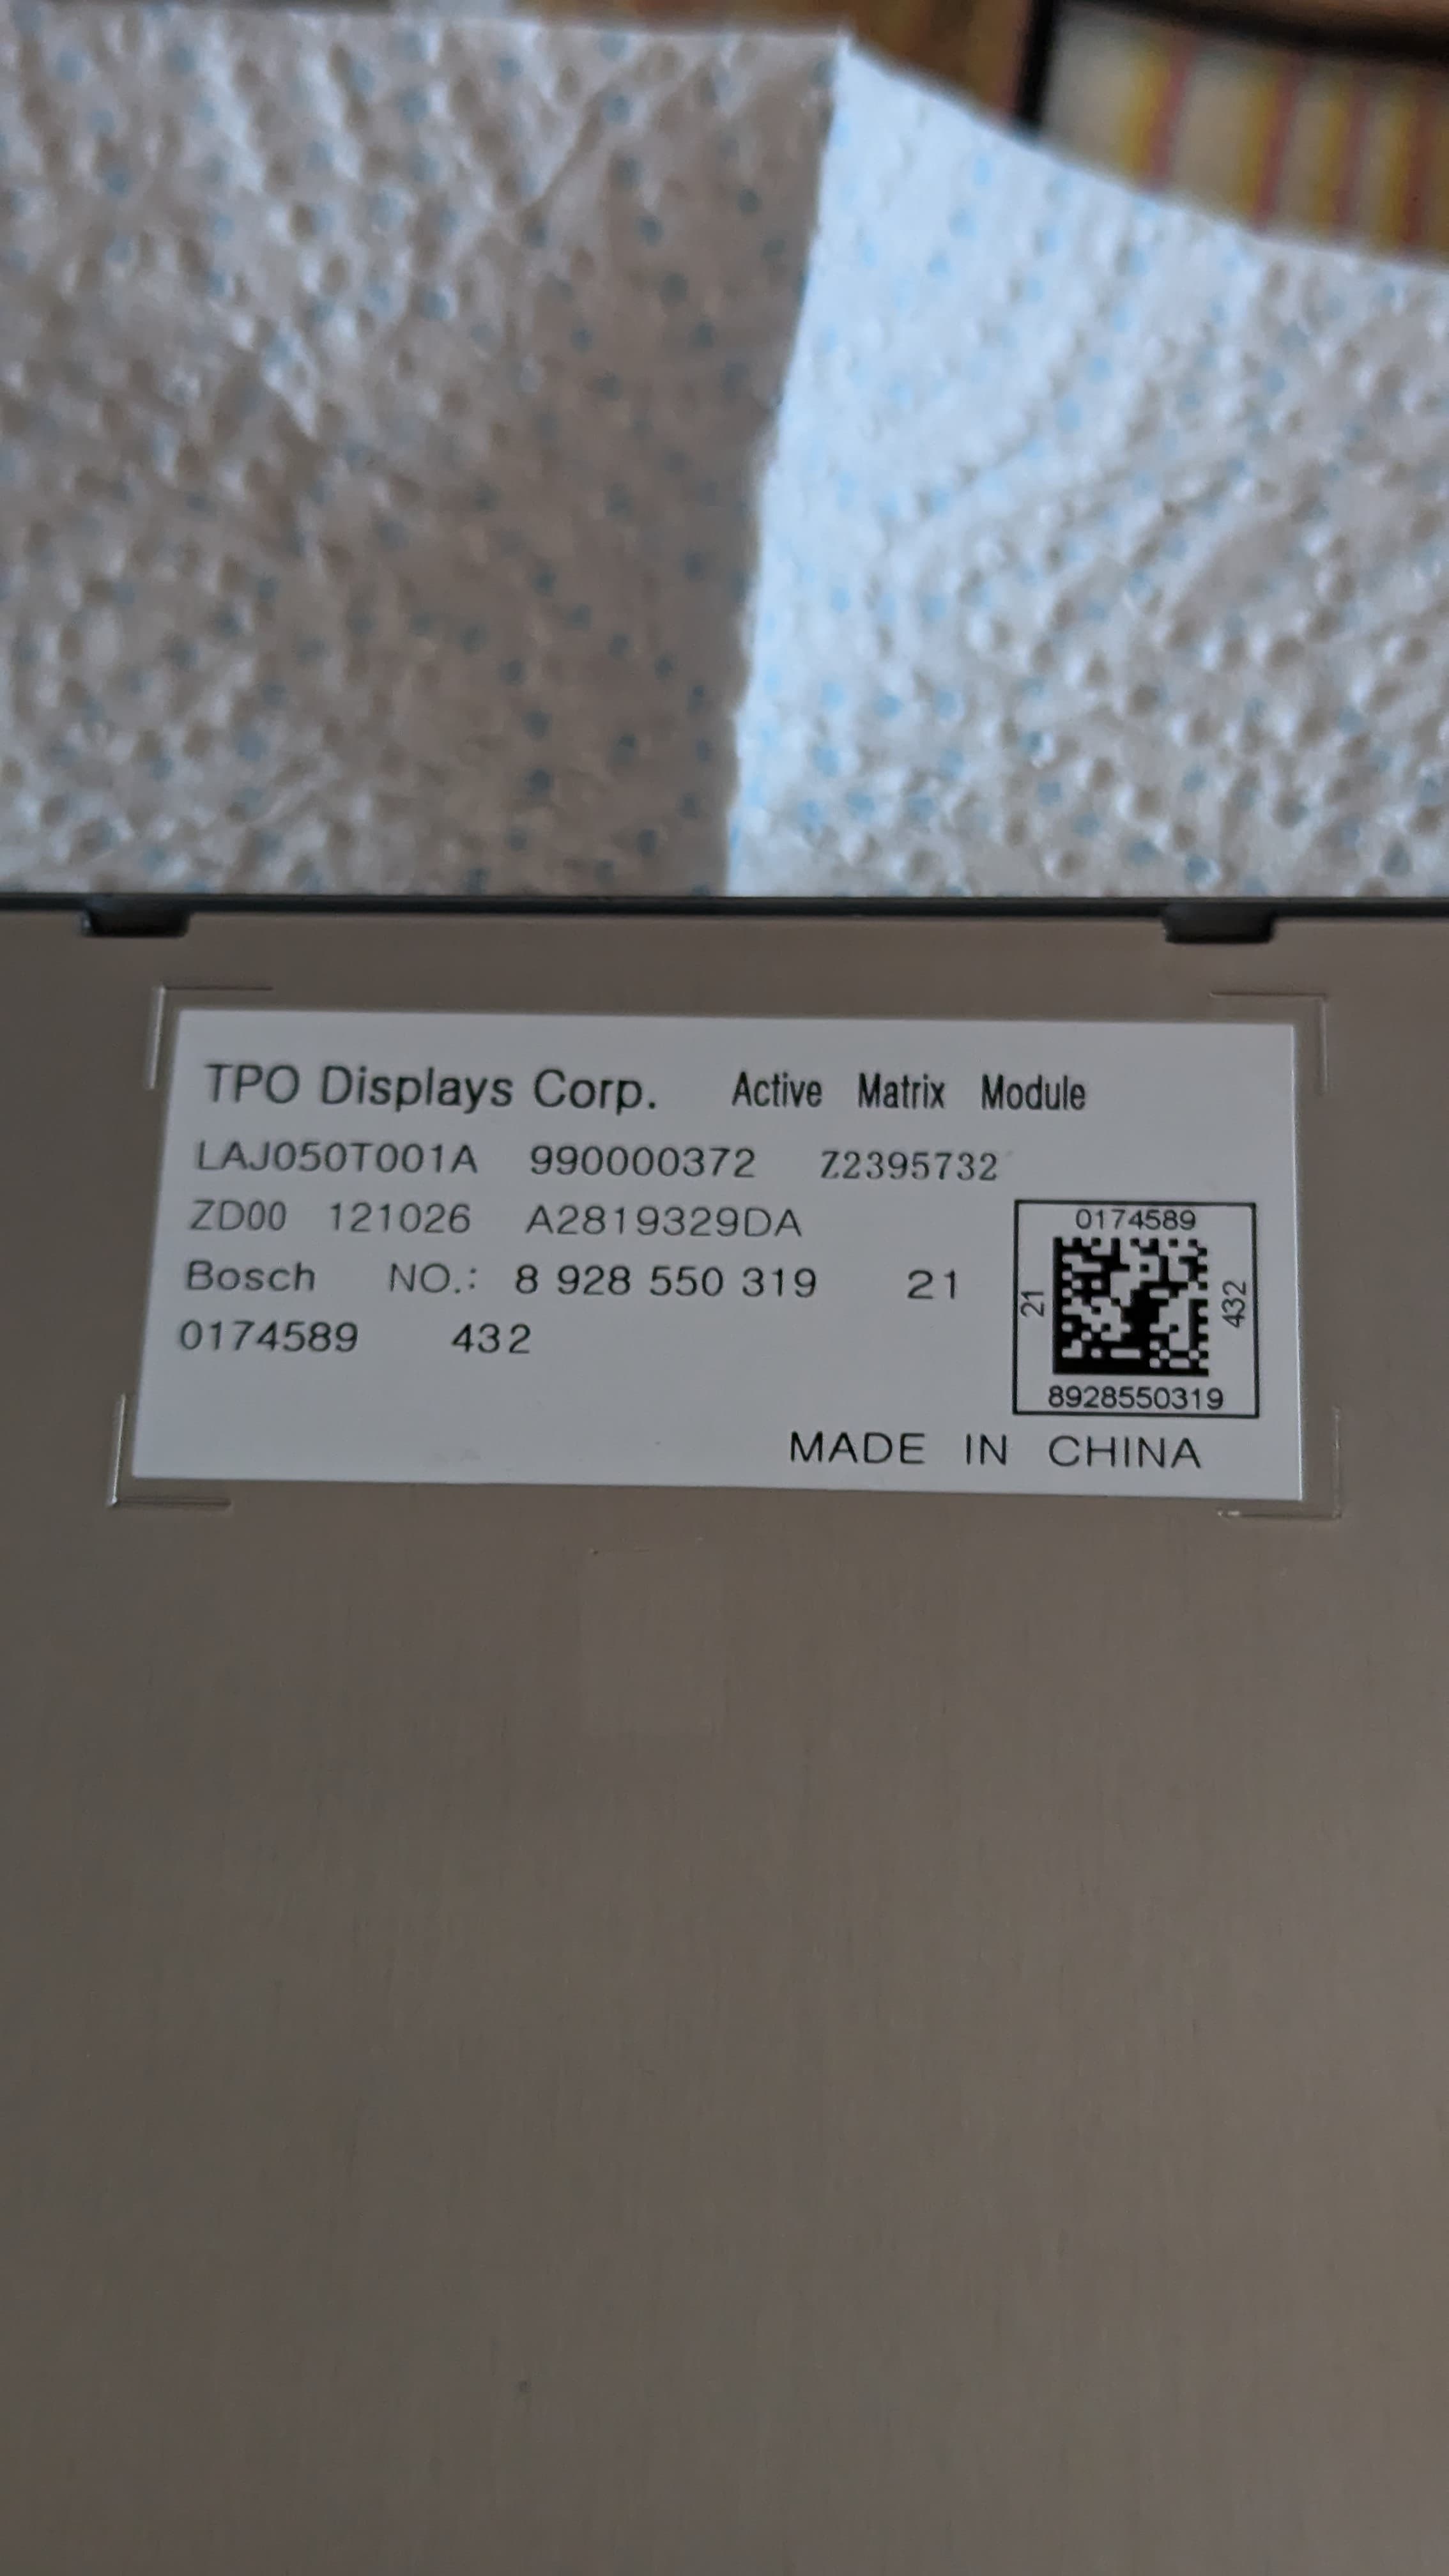 TPO Displays Corp. Active Matrix Module
LAJ050T001A 990000372 Z2395732
ZD00 121026 A2819329DA
Bosch NO.: 8 928 550 319 21
0174589 432
0174589
21
432
8928550319
MADE IN CHINA